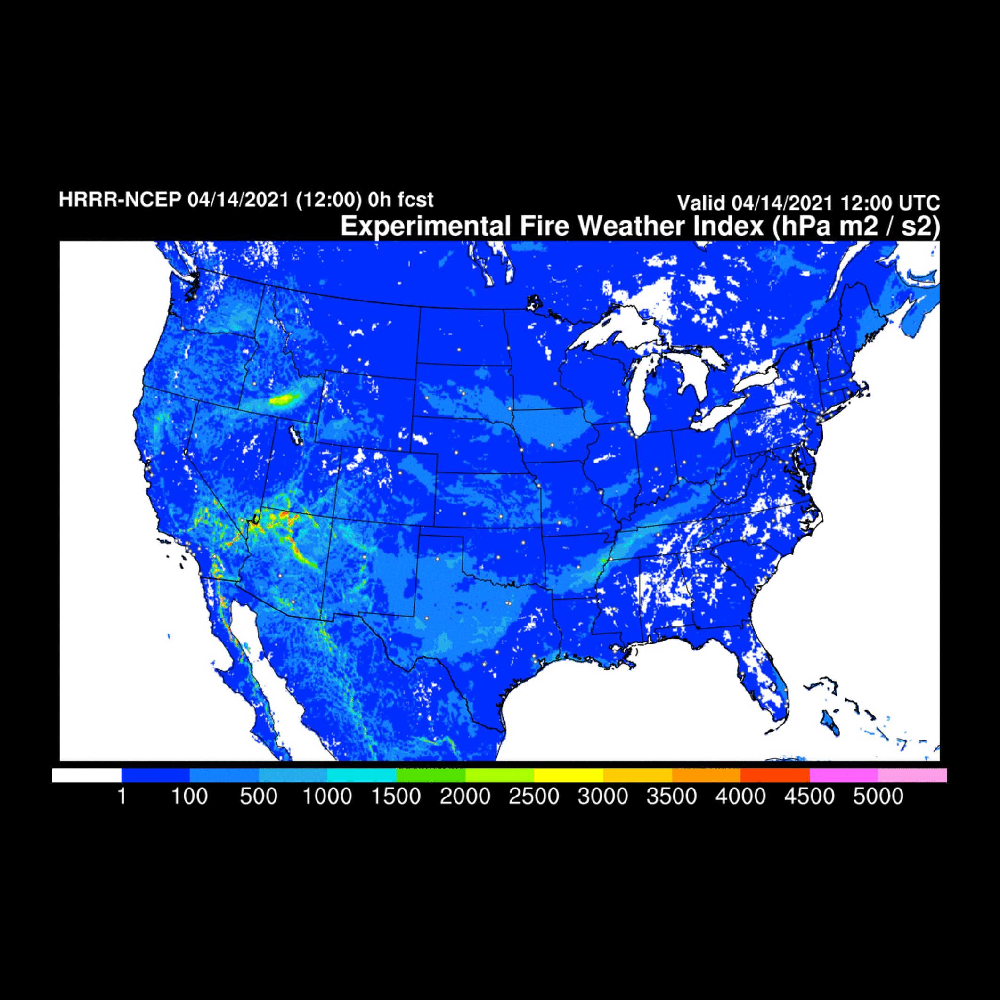 HRRR-NCEP 04/14/2021 (12:00) 0h fcst
Valid 04/14/2021 12:00 UTC
Experimental Fire Weather Index (hPa m2 / s2)
1 100 500 1000 1500 2000 2500 3000 3500 4000 4500 5000